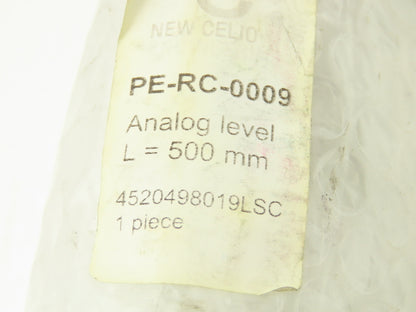 C
NEW CELIO
PE-RC-0009
Analog level
L = 500 mm
4520498019LSC
1 piece